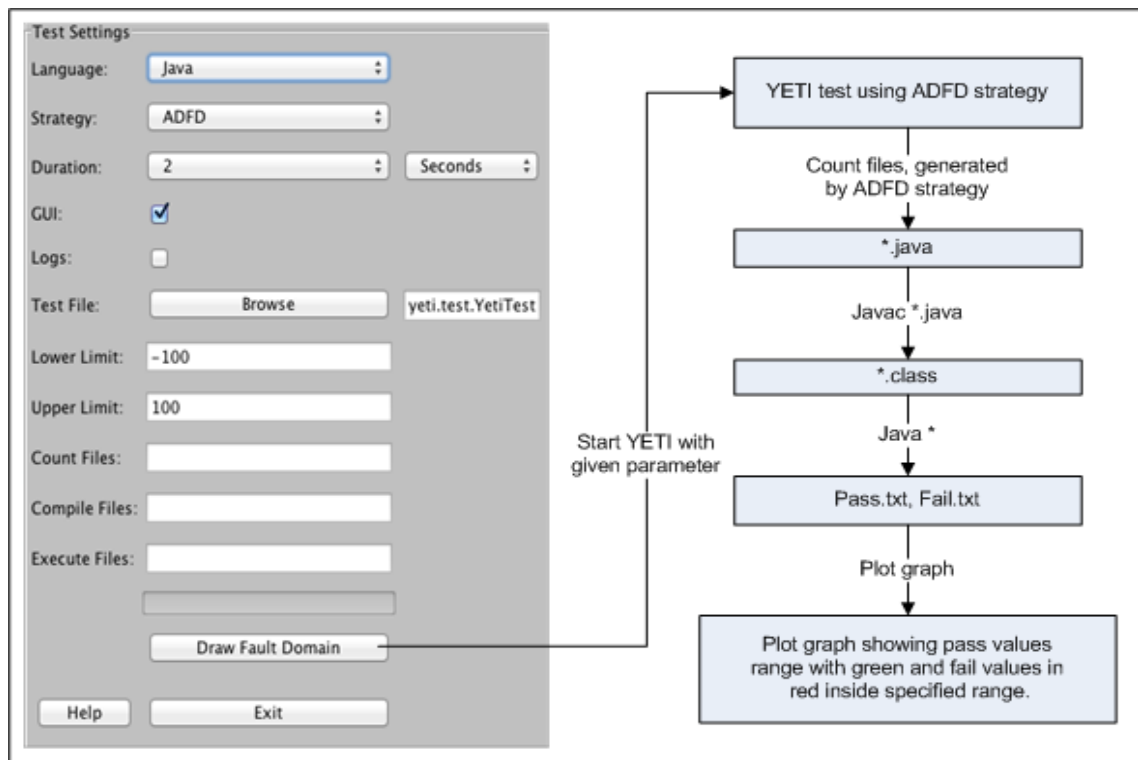 Test Settings
Language: Java
Strategy: ADFD
Duration: 2 Seconds
GUI:
Logs:
Test File: Browse yeti.test.YetiTest
Lower Limit: -100
Upper Limit: 100
Count Files:
Compile Files:
Execute Files:
Draw Fault Domain
Help Exit
Start YETI with
given parameter
YETI test using ADFD strategy
Count files, generated
by ADFD strategy
*.java
Javac *.java
*.class
Java *
Pass.txt, Fail.txt
Plot graph
Plot graph showing pass values
range with green and fail values in
red inside specified range.